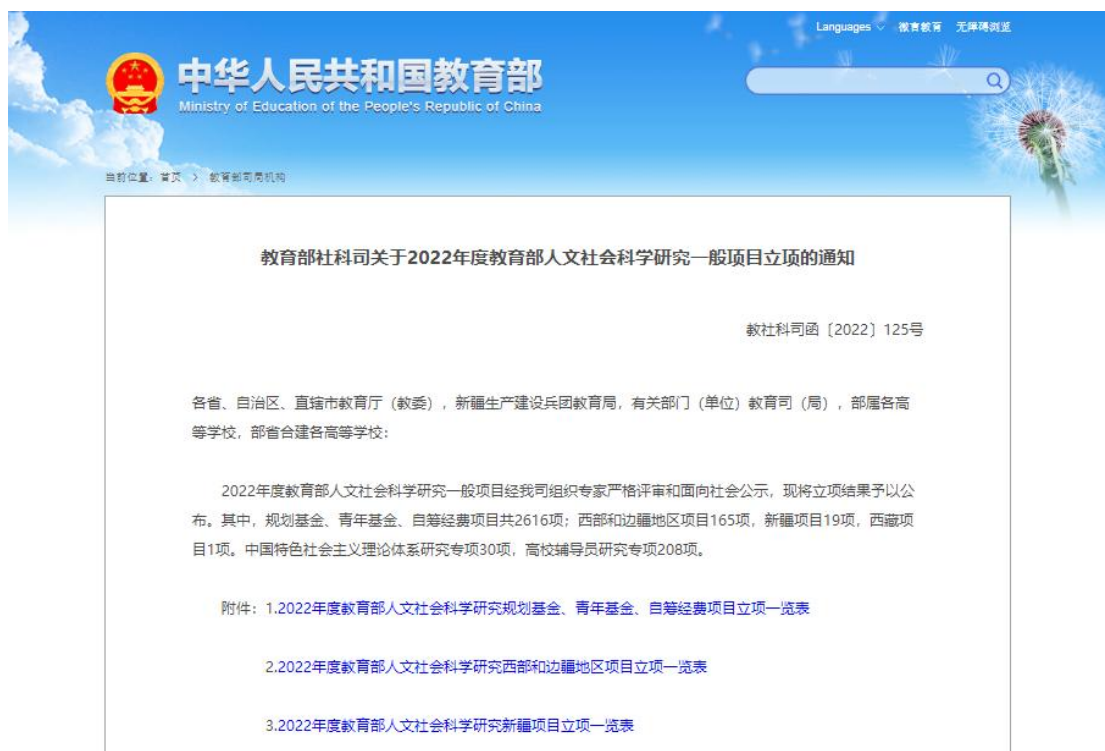 Languages 微言教育 无障碍浏览
中华人民共和国教育部
Ministry of Education of the People's Republic of China
当前位置：首页 > 教育部司局机构
教育部社科司关于2022年度教育部人文社会科学研究一般项目立项的通知
教社科司函〔2022〕125号
各省、自治区、直辖市教育厅（教委），新疆生产建设兵团教育局，有关部门（单位）教育司（局），部属各高
等学校，部省合建各高等学校：
2022年度教育部人文社会科学研究一般项目经我司组织专家严格评审和面向社会公示，现将立项结果予以公
布。其中，规划基金、青年基金、自筹经费项目共2616项；西部和边疆地区项目165项，新疆项目19项，西藏项
目1项。中国特色社会主义理论体系研究专项30项，高校辅导员研究专项208项。
附件：1.2022年度教育部人文社会科学研究规划基金、青年基金、自筹经费项目立项一览表
2.2022年度教育部人文社会科学研究西部和边疆地区项目立项一览表
3.2022年度教育部人文社会科学研究新疆项目立项一览表